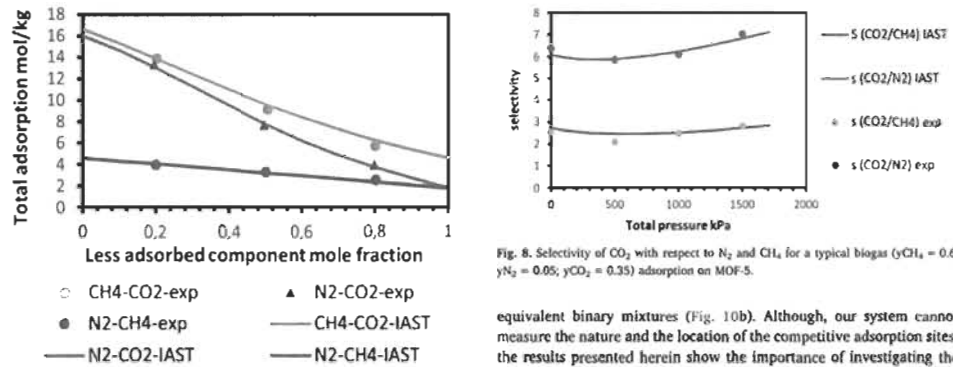 Total adsorption mol/kg
18
16
14
12
10
8
6
4
2
0
0 0,2 0,4 0,6 0,8 1
Less adsorbed component mole fraction
CH4-CO2-exp N2-CO2-exp
N2-CH4-exp CH4-CO2-IAST
N2-CO2-IAST N2-CH4-IAST
selectivity
8
7
6
5
4
3
2
1
0
0 500 1000 1500 2000
Total pressure kPa
S (CO2/CH4) IAST
s (CO2/N2) IAST
s (CO2/CH4) exp
s (CO2/N2) exp
Fig. 8. Selectivity of CO₂ with respect to N₂ and CH₄ for a typical biogas (yCH₄ = 0.6
yN₂ = 0.05; yCO₂ = 0.35) adsorption on MOF-5.
equivalent binary mixtures (Fig. 10b). Although, our system canno
measure the nature and the location of the competitive adsorption sites
the results presented herein show the importance of investigating the